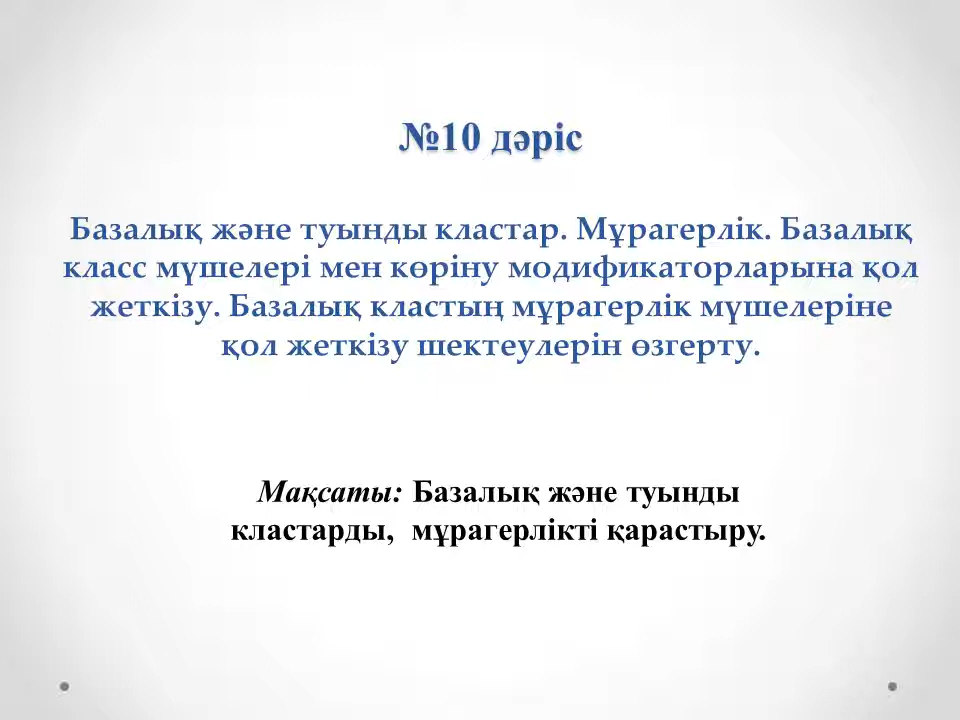 №10 дәріс
Базалық және туынды кластар. Мұрагерлік. Базалық
класс мүшелері мен көріну модификаторларына қол
жеткізу. Базалық кластың мұрагерлік мүшелеріне
қол жеткізу шектеулерін өзгерту.
Мақсаты: Базалық және туынды
кластарды, мұрагерлікті қарастыру.